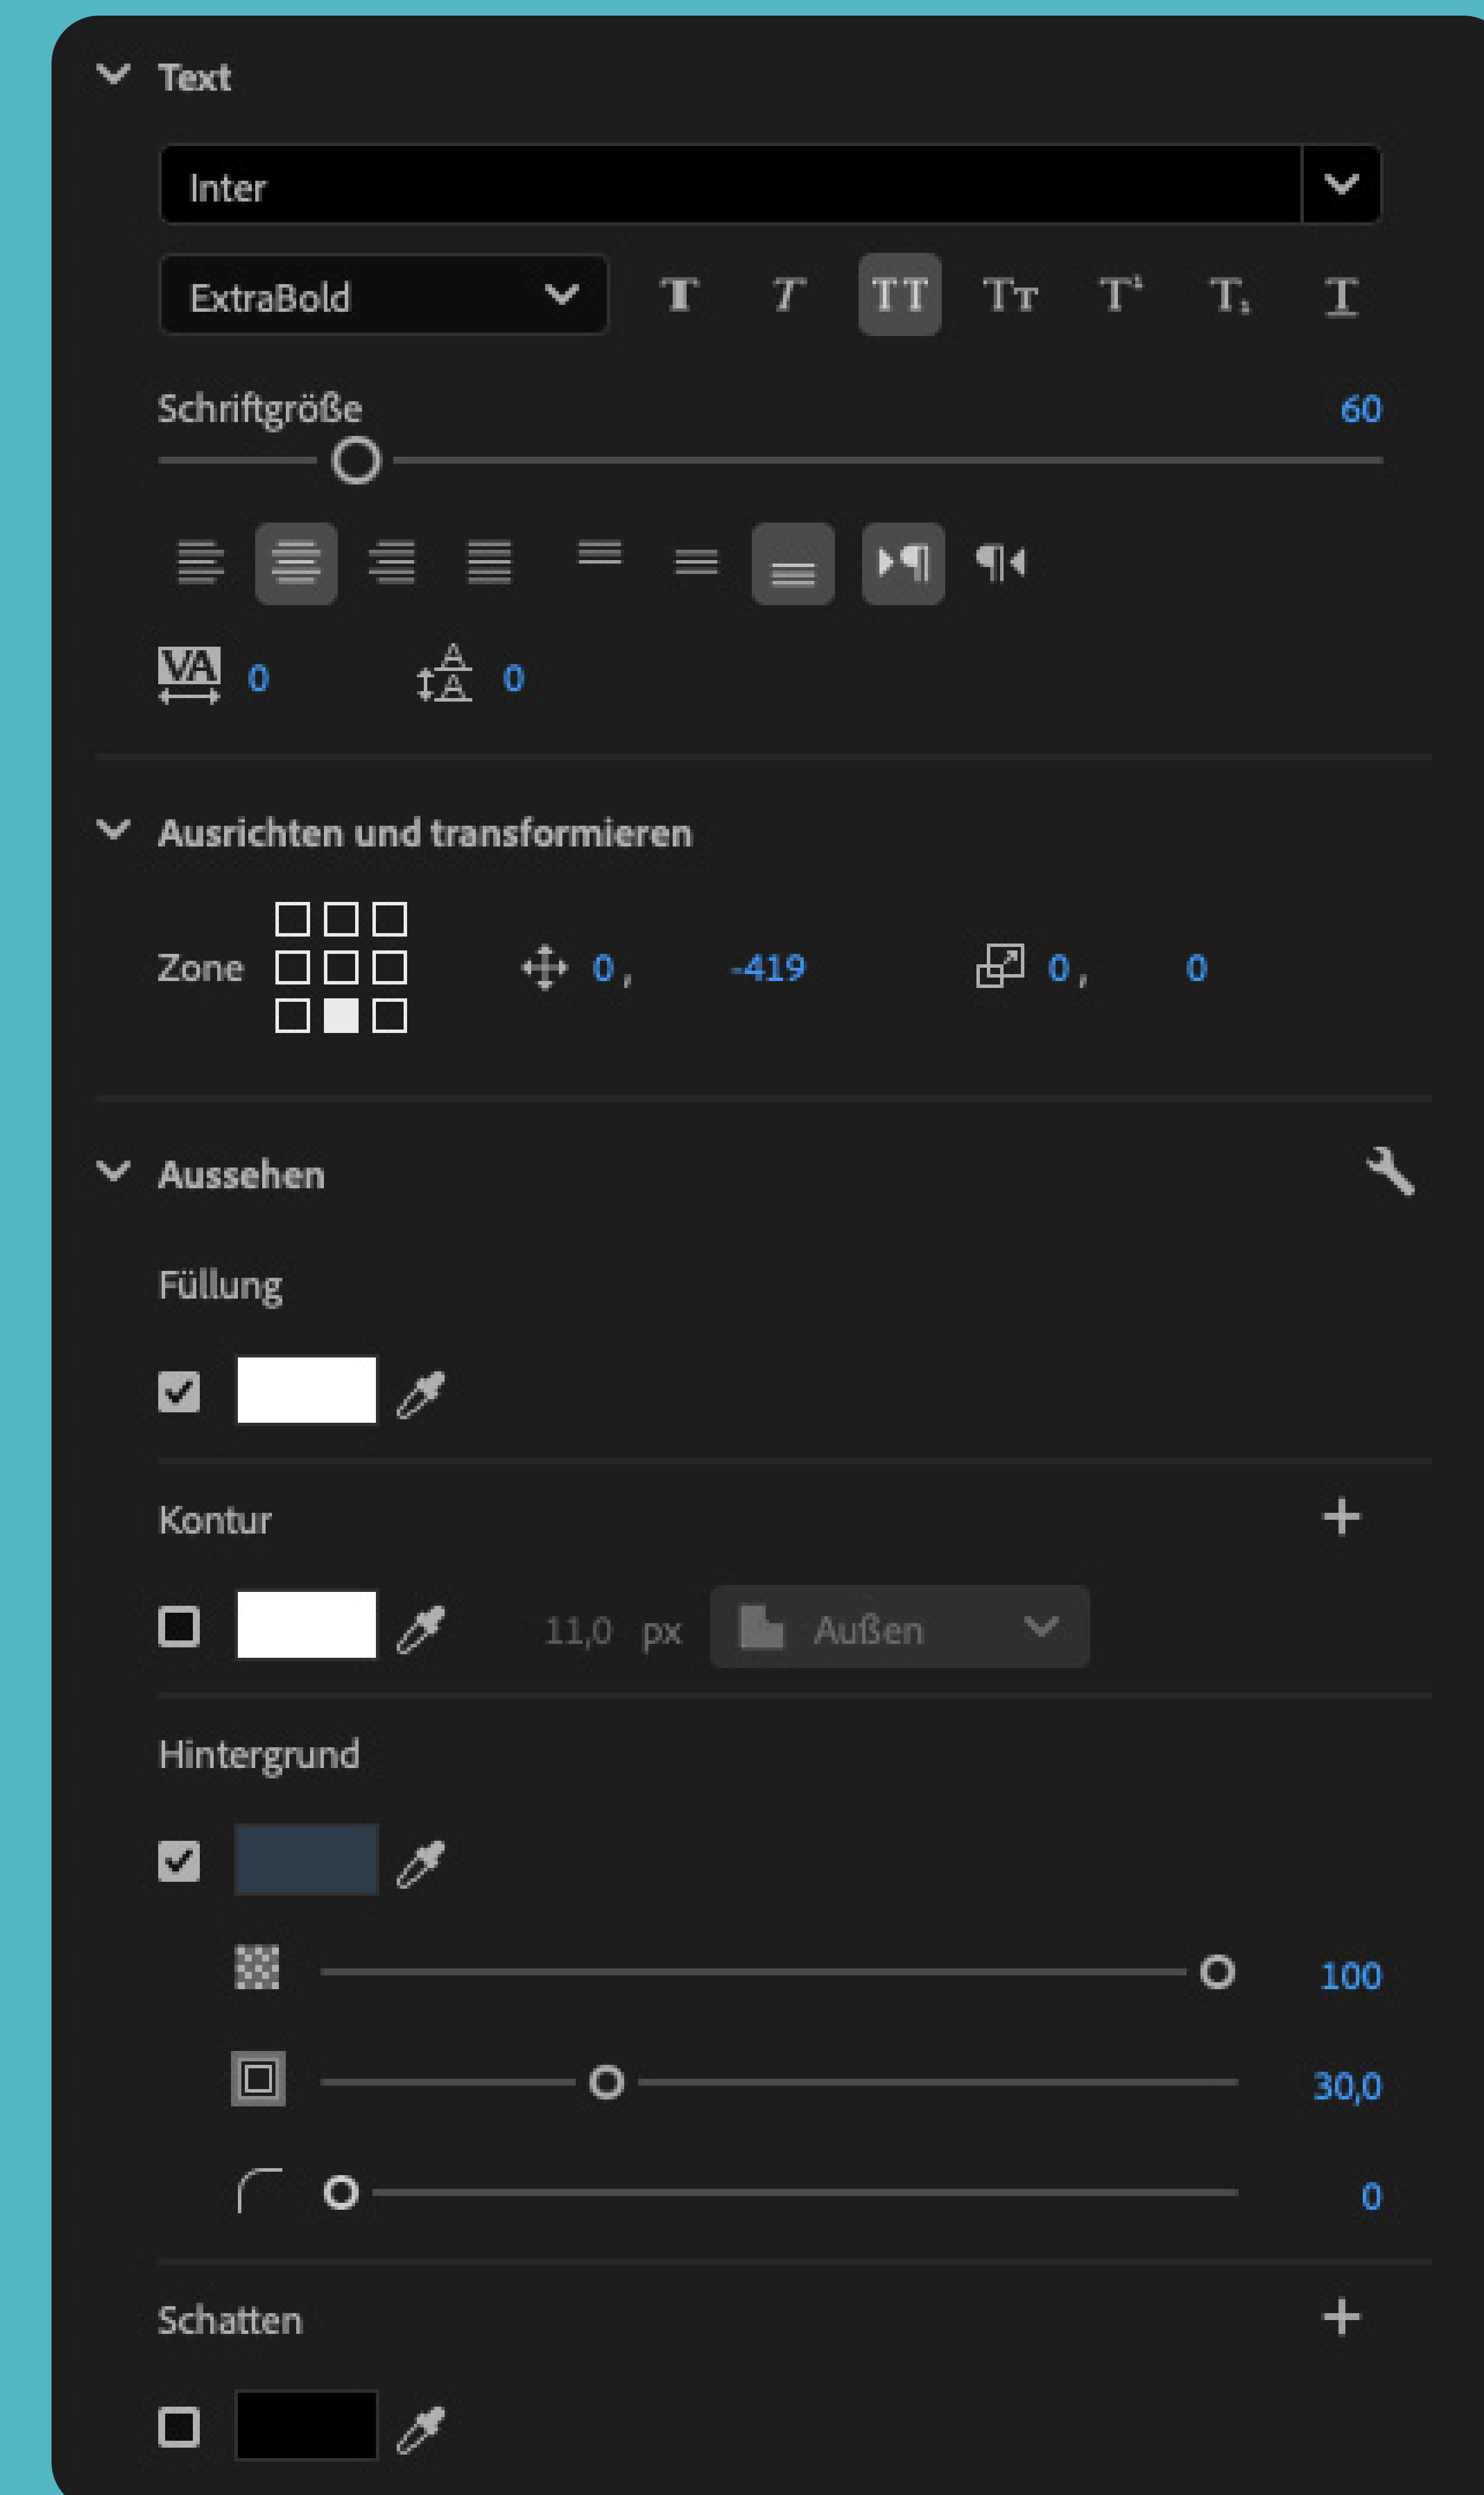 Text
Inter
ExtraBold
Schriftgröße 60
0 0
Ausrichten und transformieren
Zone 0, -419 0, 0
Aussehen
Füllung
Kontur
11,0 px Außen
Hintergrund
100
30,0
0
Schatten